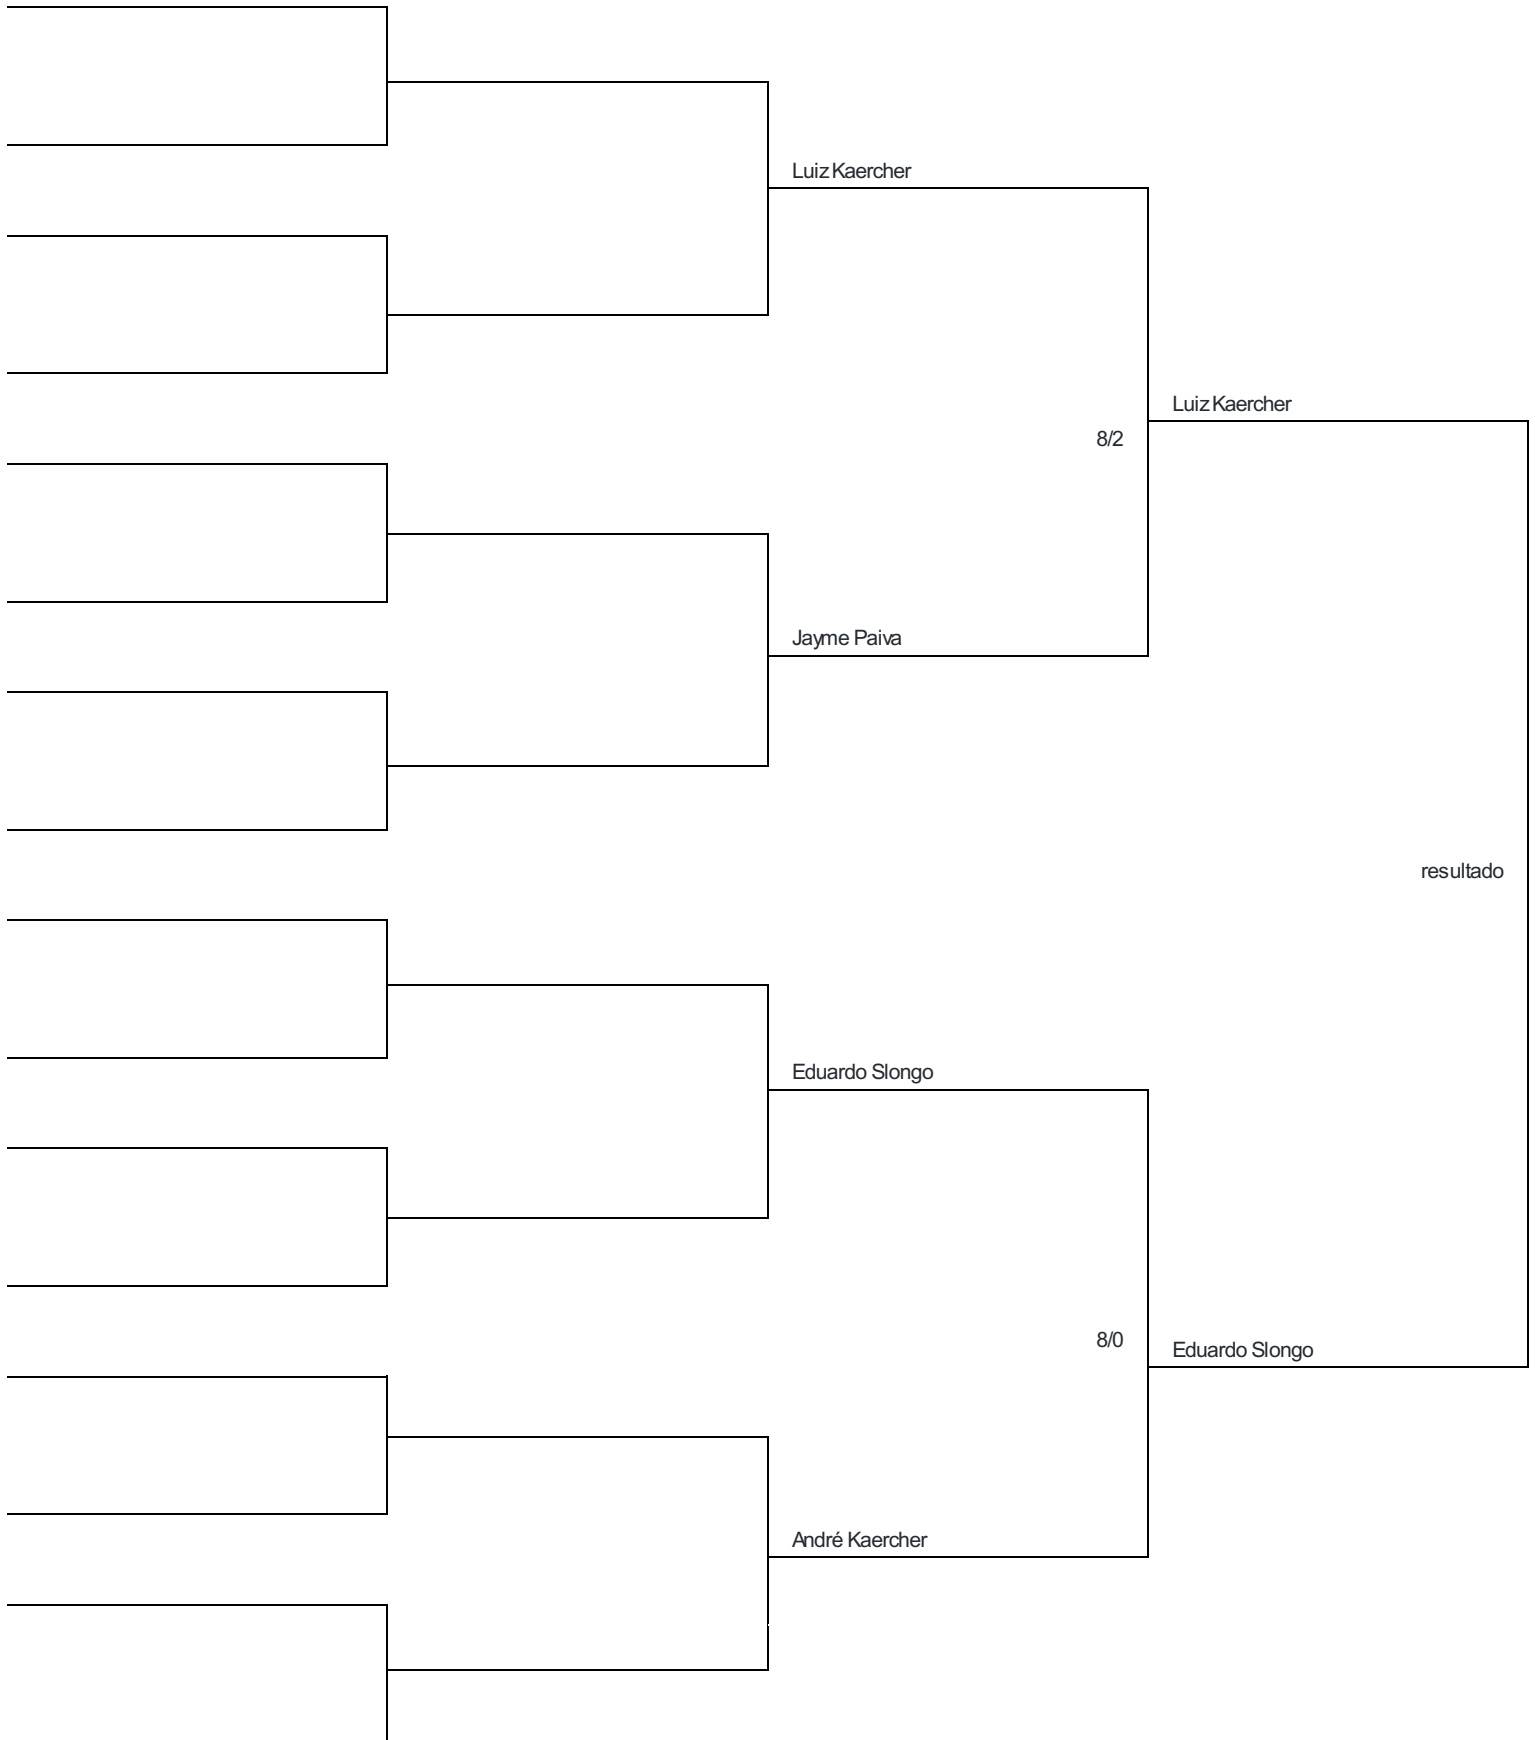 Luiz Kaercher
Luiz Kaercher
8/2
Jayme Paiva
resultado
Eduardo Slongo
8/0
Eduardo Slongo
André Kaercher